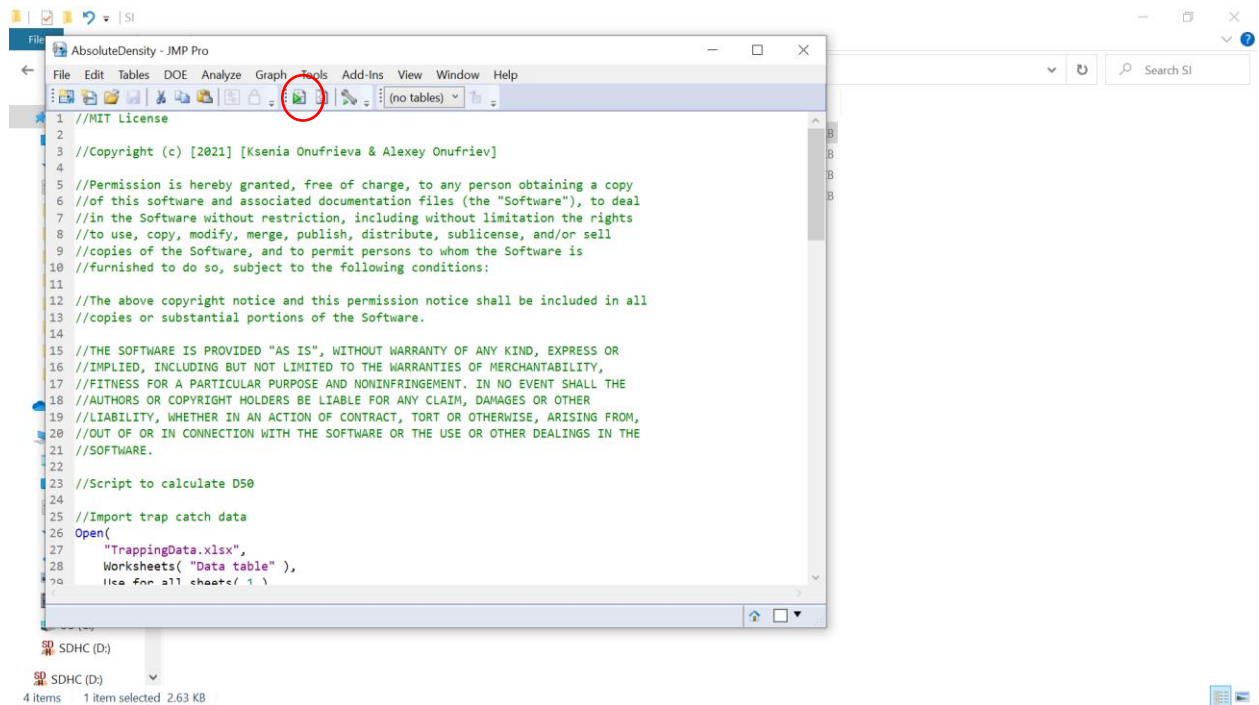 SI
File
AbsoluteDensity - JMP Pro
File Edit Tables DOE Analyze Graph Tools Add-Ins View Window Help
(no tables)
Search SI
1 //MIT License
2
3 //Copyright (c) [2021] [Ksenia Onufrieva & Alexey Onufriev]
4
5 //Permission is hereby granted, free of charge, to any person obtaining a copy
6 //of this software and associated documentation files (the "Software"), to deal
7 //in the Software without restriction, including without limitation the rights
8 //to use, copy, modify, merge, publish, distribute, sublicense, and/or sell
9 //copies of the Software, and to permit persons to whom the Software is
10 //furnished to do so, subject to the following conditions:
11
12 //The above copyright notice and this permission notice shall be included in all
13 //copies or substantial portions of the Software.
14
15 //THE SOFTWARE IS PROVIDED "AS IS", WITHOUT WARRANTY OF ANY KIND, EXPRESS OR
16 //IMPLIED, INCLUDING BUT NOT LIMITED TO THE WARRANTIES OF MERCHANTABILITY,
17 //FITNESS FOR A PARTICULAR PURPOSE AND NONINFRINGEMENT. IN NO EVENT SHALL THE
18 //AUTHORS OR COPYRIGHT HOLDERS BE LIABLE FOR ANY CLAIM, DAMAGES OR OTHER
19 //LIABILITY, WHETHER IN AN ACTION OF CONTRACT, TORT OR OTHERWISE, ARISING FROM,
20 //OUT OF OR IN CONNECTION WITH THE SOFTWARE OR THE USE OR OTHER DEALINGS IN THE
21 //SOFTWARE.
22
23 //Script to calculate D50
24
25 //Import trap catch data
26 Open(
27 "TrappingData.xlsx",
28 Worksheets( "Data table" ),
29 Use for all sheets( 1 )
SDHC (D:)
SDHC (D:)
4 items 1 item selected 2.63 KB